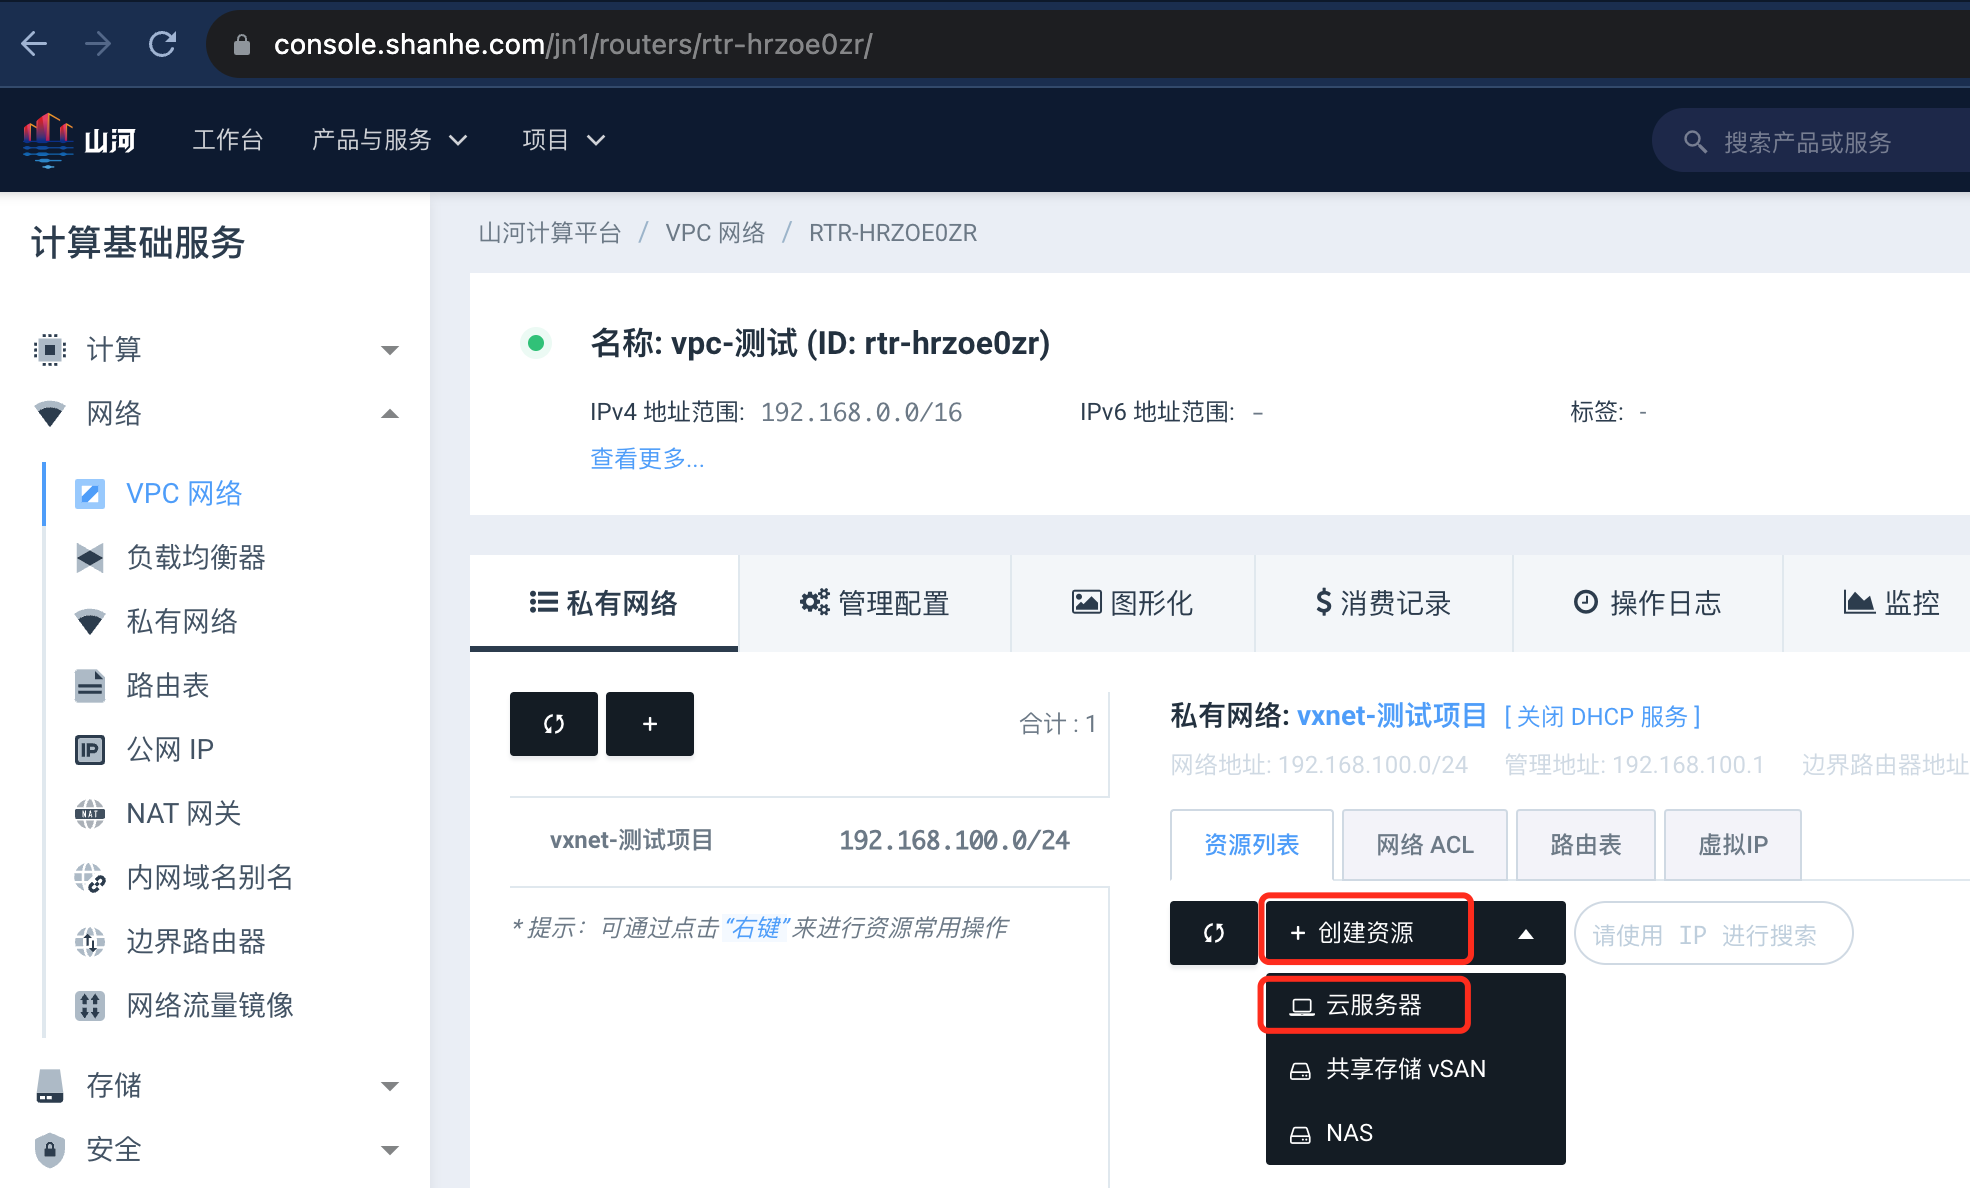 console.shanhe.com/jn1/routers/rtr-hrzoe0zr/
山河 工作台 产品与服务 项目 搜索产品或服务
计算基础服务
计算
网络
VPC 网络
负载均衡器
私有网络
路由表
IP 公网 IP
NAT NAT 网关
内网域名别名
边界路由器
网络流量镜像
存储
安全
山河计算平台 / VPC 网络 / RTR-HRZOE0ZR
名称: vpc-测试 (ID: rtr-hrzoe0zr)
IPv4 地址范围: 192.168.0.0/16 IPv6 地址范围: - 标签: -
查看更多...
私有网络 管理配置 图形化 $ 消费记录 操作日志 监控
+ 合计 : 1
vxnet-测试项目 192.168.100.0/24
* 提示：可通过点击“右键”来进行资源常用操作
私有网络: vxnet-测试项目 [ 关闭 DHCP 服务 ]
网络地址: 192.168.100.0/24 管理地址: 192.168.100.1 边界路由器地址
资源列表 网络 ACL 路由表 虚拟IP
+ 创建资源 请使用 IP 进行搜索
云服务器
共享存储 vSAN
NAS